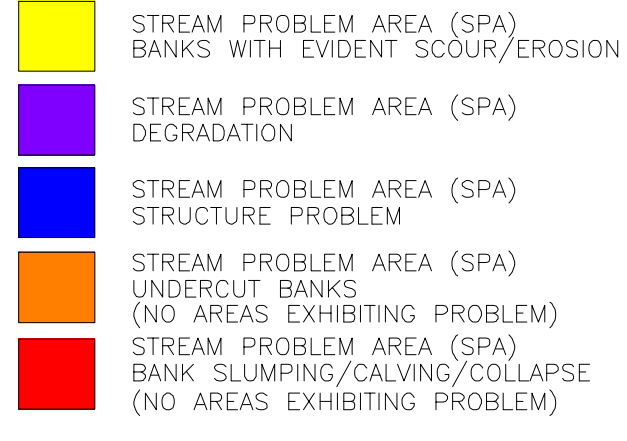 STREAM PROBLEM AREA (SPA)
BANKS WITH EVIDENT SCOUR/EROSION
STREAM PROBLEM AREA (SPA)
DEGRADATION
STREAM PROBLEM AREA (SPA)
STRUCTURE PROBLEM
STREAM PROBLEM AREA (SPA)
UNDERCUT BANKS
(NO AREAS EXHIBITING PROBLEM)
STREAM PROBLEM AREA (SPA)
BANK SLUMPING/CALVING/COLLAPSE
(NO AREAS EXHIBITING PROBLEM)